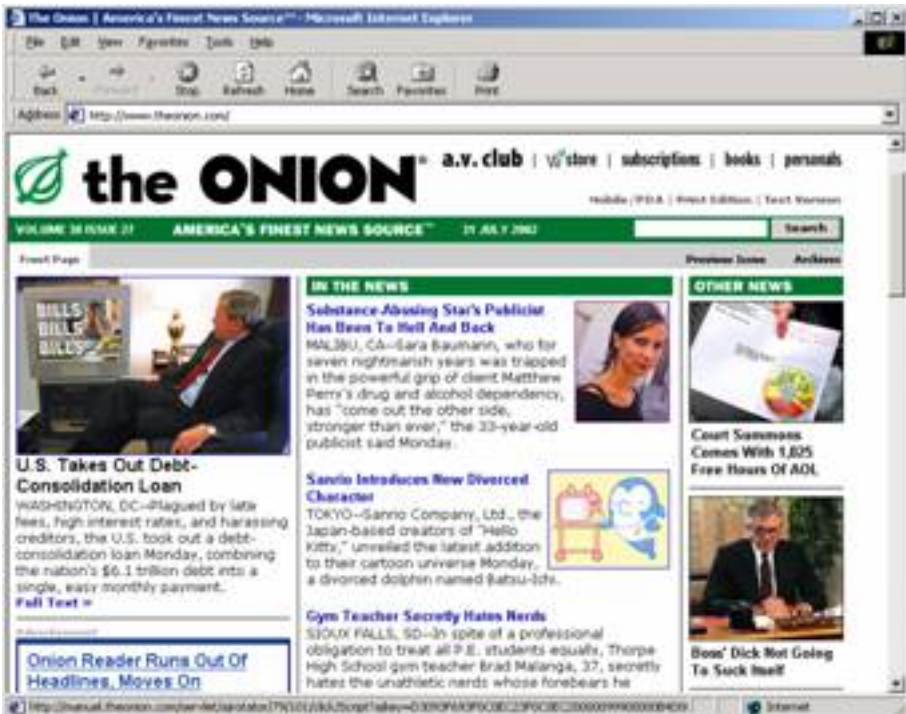 The Onion | America's Finest News Source™ - Microsoft Internet Explorer
File Edit View Favorites Tools Help
Back Forward Stop Refresh Home Search Favorites Print
Address http://www.theonion.com/
the ONION®
a.v. club | store | subscriptions | books | personals
Mobile/PDA | Print Edition | Text Version
VOLUME 38 ISSUE 27 AMERICA'S FINEST NEWS SOURCE™ 31 JULY 2002 Search
Front Page Previous Issue Archives
BILLS
BILLS
BILLS
U.S. Takes Out Debt-
Consolidation Loan
WASHINGTON, DC—Plagued by late
fees, high interest rates, and harassing
creditors, the U.S. took out a debt-
consolidation loan Monday, combining
the nation's $6.1 trillion debt into a
single, easy monthly payment.
Full Text »
Advertisement
Onion Reader Runs Out Of
Headlines, Moves On
IN THE NEWS
Substance-Abusing Star's Publicist
Has Been To Hell And Back
MALIBU, CA—Sara Baumann, who for
seven nightmarish years was trapped
in the powerful grip of client Matthew
Perry's drug and alcohol dependency,
has "come out the other side,
stronger than ever," the 33-year-old
publicist said Monday.
Sanrio Introduces New Divorced
Character
TOKYO—Sanrio Company, Ltd., the
Japan-based creators of "Hello
Kitty," unveiled the latest addition
to their cartoon universe Monday,
a divorced dolphin named Batsu-Ichi.
Gym Teacher Secretly Hates Nerds
SIOUX FALLS, SD—In spite of a professional
obligation to treat all P.E. students equally, Thorpe
High School gym teacher Brad Malanga, 37, secretly
hates the unathletic nerds whose forebears he
OTHER NEWS
Court Summons
Comes With 1,025
Free Hours Of AOL
Boss' Dick Not Going
To Suck Itself
Internet